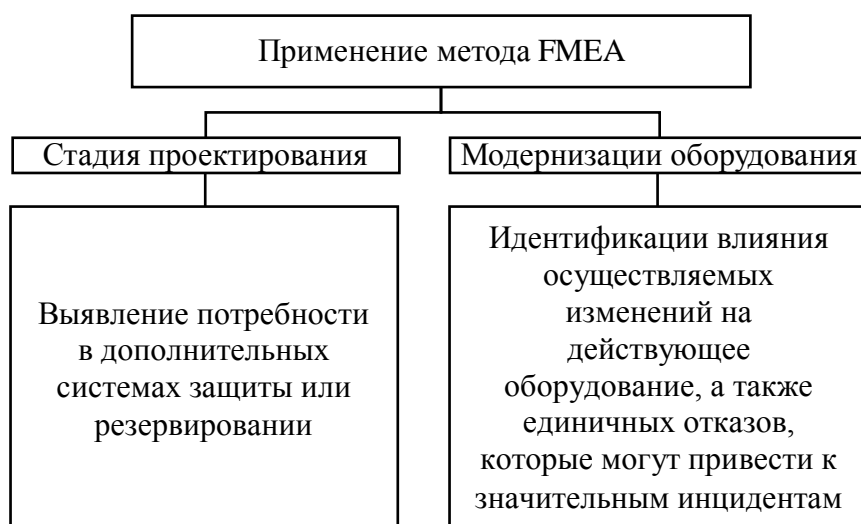 Применение метода FMEA
Стадия проектирования
Модернизации оборудования
Выявление потребности
в дополнительных
системах защиты или
резервировании
Идентификации влияния
осуществляемых
изменений на
действующее
оборудование, а также
единичных отказов,
которые могут привести к
значительным инцидентам